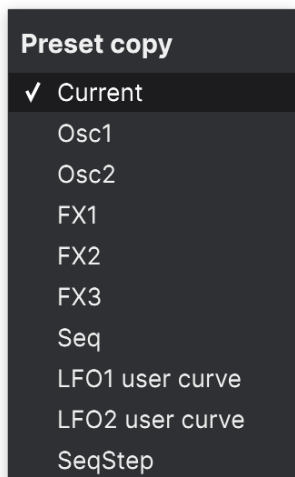 Preset copy
✓ Current
Osc1
Osc2
FX1
FX2
FX3
Seq
LFO1 user curve
LFO2 user curve
SeqStep